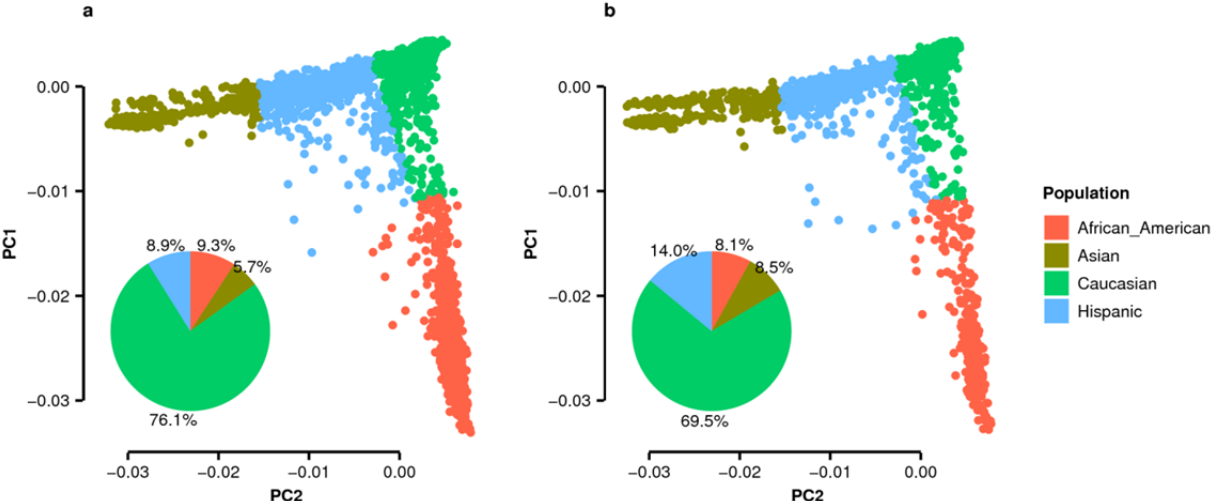 a
b
PC1
0.00
−0.01
−0.02
−0.03
8.9%
9.3%
5.7%
76.1%
−0.03
−0.02
−0.01
0.00
PC2
PC1
0.00
−0.01
−0.02
−0.03
14.0%
8.1%
8.5%
69.5%
−0.03
−0.02
−0.01
0.00
PC2
Population
African_American
Asian
Caucasian
Hispanic